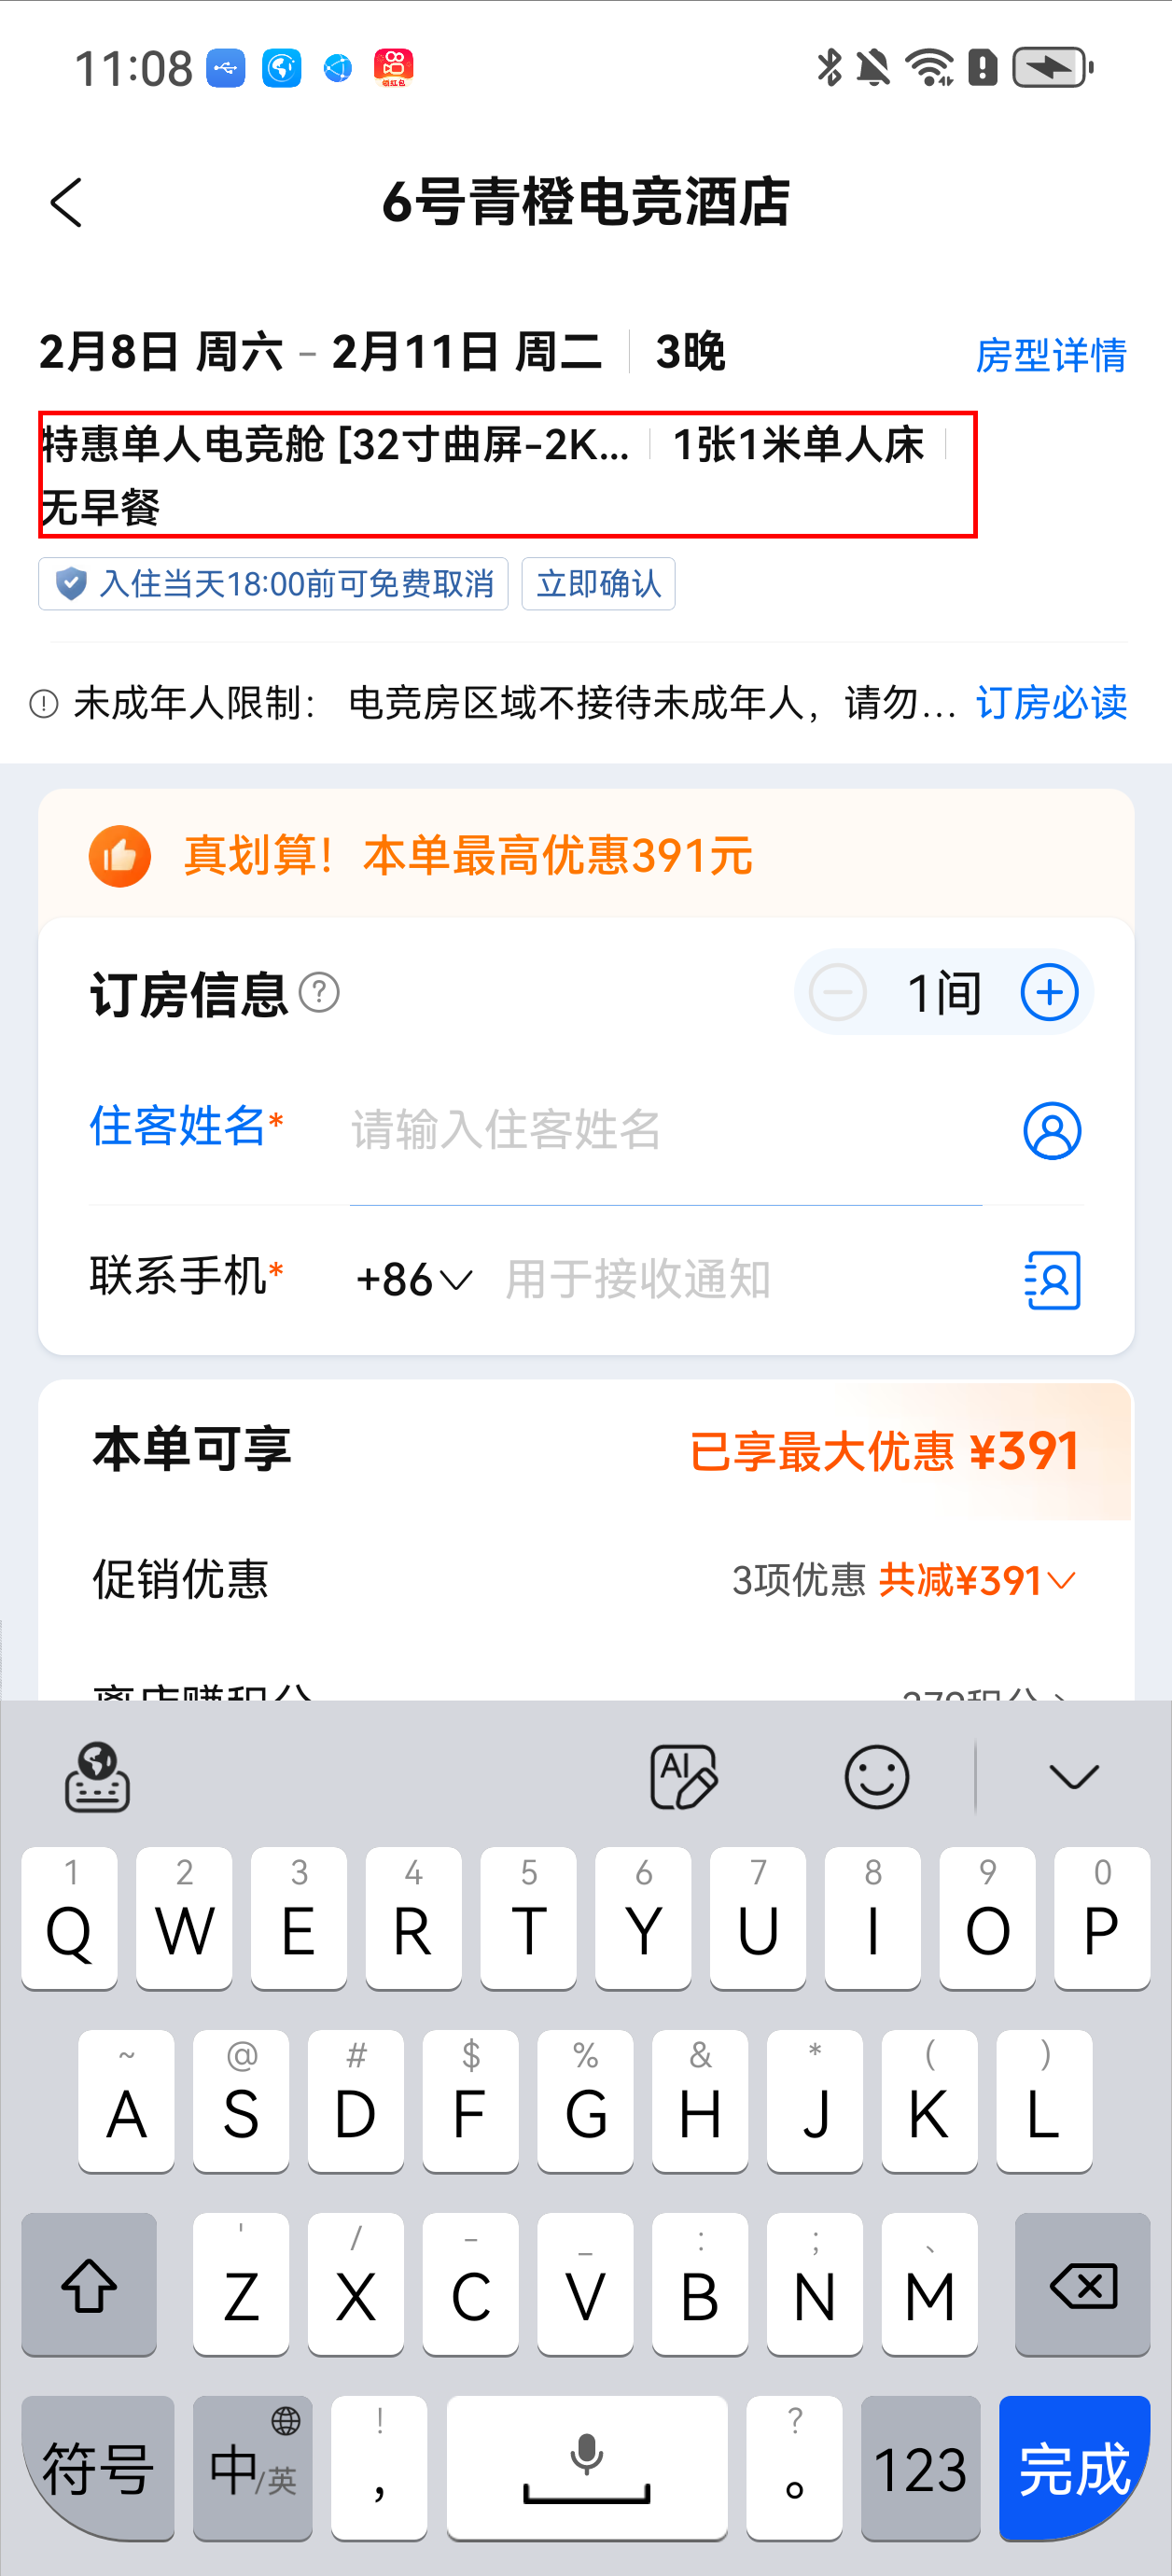 11:08
领红包
6号青橙电竞酒店
2月8日 周六 - 2月11日 周二 3晚 房型详情
特惠单人电竞舱 [32寸曲屏-2K... 1张1米单人床
无早餐
入住当天18:00前可免费取消 立即确认
未成年人限制: 电竞房区域不接待未成年人，请勿... 订房必读
真划算！本单最高优惠391元
订房信息 ? 1间
住客姓名* 请输入住客姓名
联系手机* +86 用于接收通知
本单可享 已享最大优惠 ¥391
促销优惠 3项优惠 共减¥391
AI
1 2 3 4 5 6 7 8 9 0
Q W E R T Y U I O P
~ @ # $ % & * ( )
A S D F G H J K L
' / - _ : ; 、
Z X C V B N M
符号 中/英 ! ， ? 。 123 完成